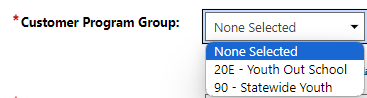 *Customer Program Group: None Selected
None Selected
20E - Youth Out School
90 - Statewide Youth